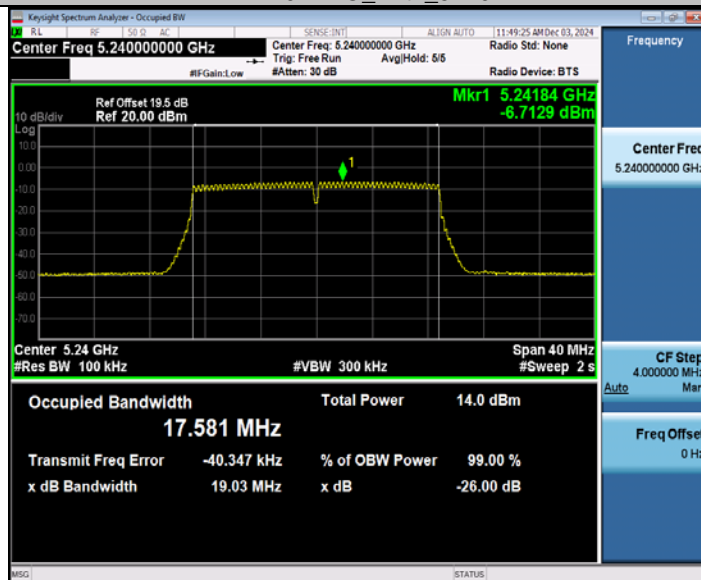 Keysight Spectrum Analyzer - Occupied BW
RL RF 50 Ω AC SENSE:INT ALIGN AUTO 11:49:25 AM Dec 03, 2024
Center Freq 5.240000000 GHz
Center Freq: 5.240000000 GHz
Radio Std: None
Trig: Free Run Avg|Hold: 5/5
#IFGain:Low #Atten: 30 dB Radio Device: BTS
Frequency
Ref Offset 19.5 dB
Mkr1 5.24184 GHz
10 dB/div Ref 20.00 dBm -6.7129 dBm
Log
10.0
0.00
-10.0
-20.0
-30.0
-40.0
-50.0
-60.0
-70.0
1
Center Freq
5.240000000 GHz
Center 5.24 GHz Span 40 MHz
#Res BW 100 kHz #VBW 300 kHz #Sweep 2 s
CF Step
4.000000 MHz
Auto Man
Occupied Bandwidth Total Power 14.0 dBm
17.581 MHz
Freq Offset
0 Hz
Transmit Freq Error -40.347 kHz % of OBW Power 99.00 %
x dB Bandwidth 19.03 MHz x dB -26.00 dB
MSG STATUS